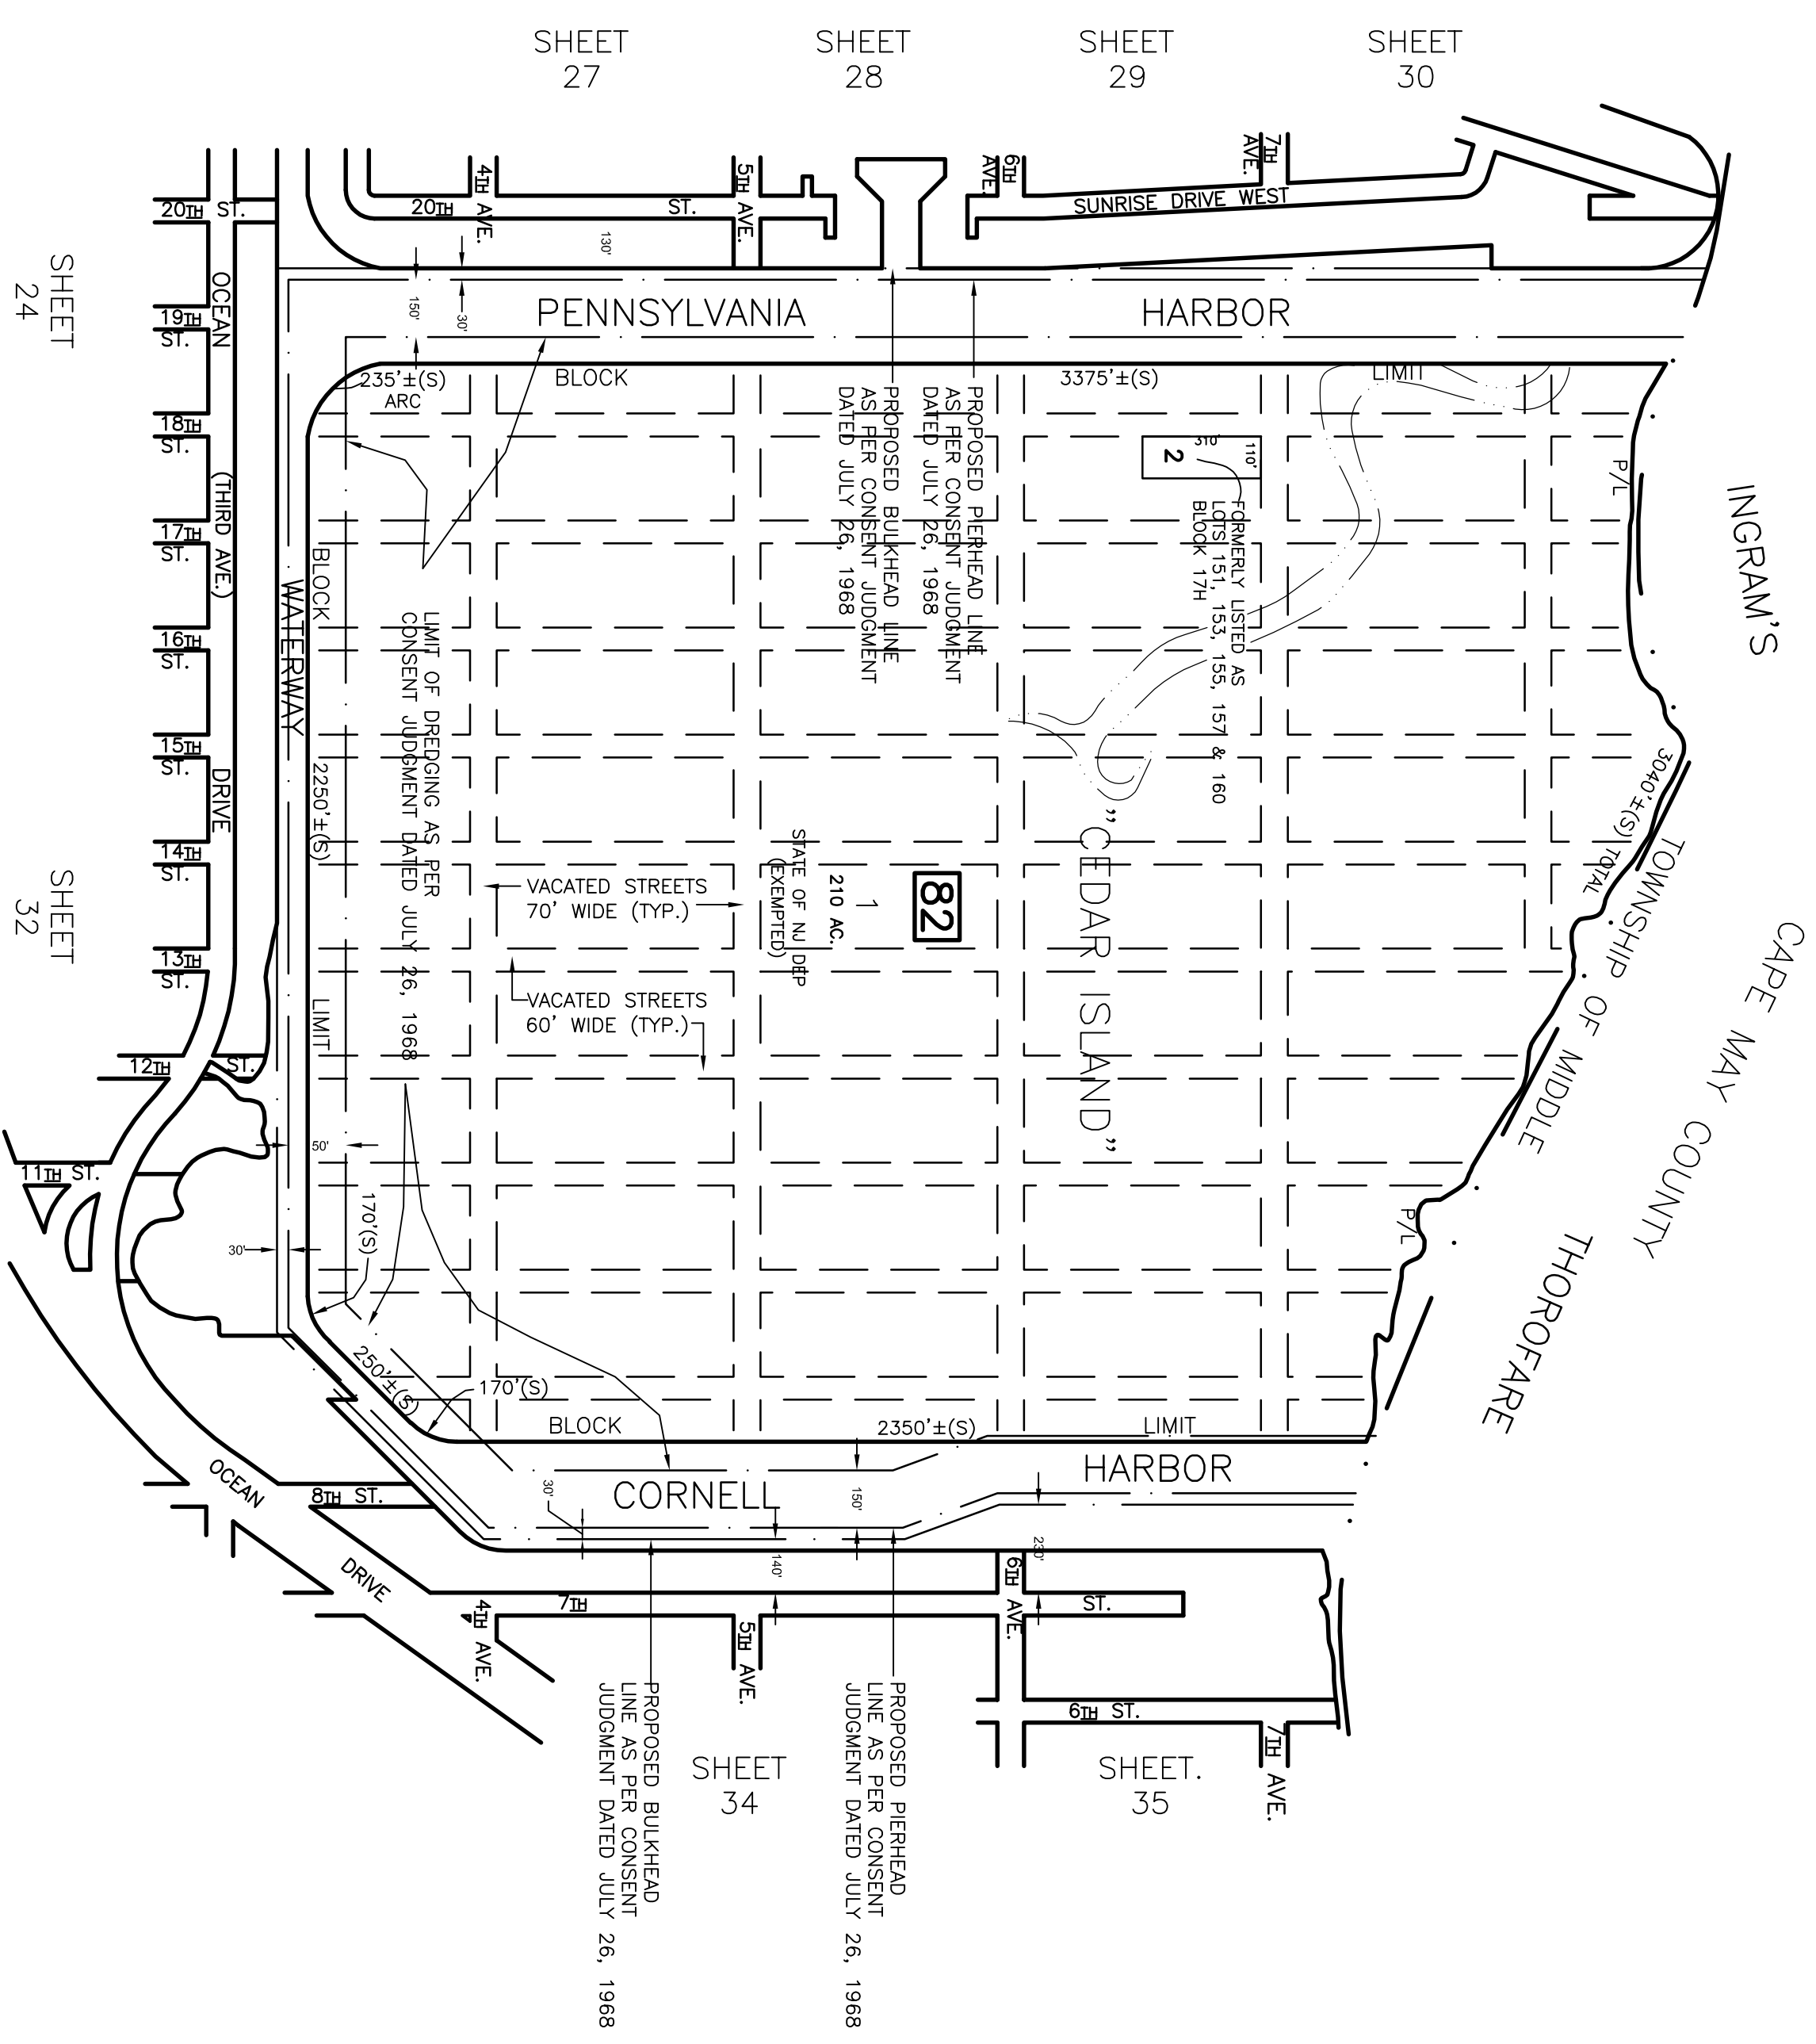 SHEET
27
SHEET
28
SHEET
29
SHEET
30
SHEET
24
SHEET
32
SHEET
34
SHEET.
35
20TH ST.
4TH AVE.
5TH AVE.
6TH
AVE.
7TH
AVE.
SUNRISE DRIVE WEST
130'
150'
30'
PENNSYLVANIA HARBOR
235'±(S)
ARC
BLOCK
3375'±(S)
LIMIT
PROPOSED PIERHEAD LINE
AS PER CONSENT JUDGMENT
DATED JULY 26, 1968
PROPOSED BULKHEAD LINE
AS PER CONSENT JUDGMENT
DATED JULY 26, 1968
110'
310'
2
FORMERLY LISTED AS
LOTS 151, 153, 155, 157 & 160
BLOCK 17H
P/L
INGRAM'S
THOROFARE
CAPE MAY COUNTY
TOWNSHIP OF MIDDLE
3040'±(S) TOTAL
P/L
20TH ST.
OCEAN
(THIRD AVE.)
DRIVE
19TH
ST.
18TH
ST.
17TH
ST.
16TH
ST.
15TH
ST.
14TH
ST.
13TH
ST.
12TH ST.
11TH ST.
BLOCK
2250'±(S)
LIMIT
WATERWAY
LIMIT OF DREDGING AS PER
CONSENT JUDGMENT DATED JULY 26, 1968
VACATED STREETS
70' WIDE (TYP.)
VACATED STREETS
60' WIDE (TYP.)
82
1
210 AC.
STATE OF NJ DEP
(EXEMPTED)
"CEDAR ISLAND"
50'
30'
170'(S)
250'±(S)
170'(S)
BLOCK
2350'±(S)
LIMIT
CORNELL HARBOR
30'
150'
140'
230'
OCEAN
DRIVE
8TH ST.
7TH ST.
4TH AVE.
5TH AVE.
6TH AVE.
6TH ST.
7TH AVE.
PROPOSED BULKHEAD
LINE AS PER CONSENT
JUDGMENT DATED JULY 26, 1968
PROPOSED PIERHEAD
LINE AS PER CONSENT
JUDGMENT DATED JULY 26, 1968